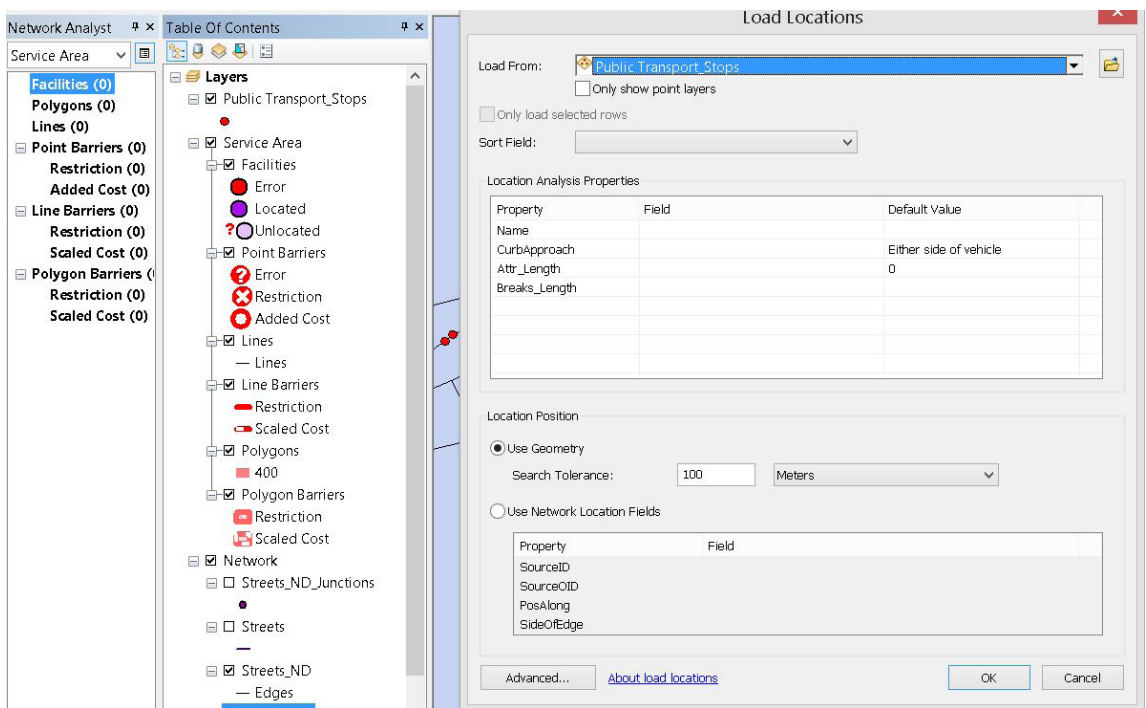 Network Analyst
Service Area
Facilities (0)
Polygons (0)
Lines (0)
Point Barriers (0)
Restriction (0)
Added Cost (0)
Line Barriers (0)
Restriction (0)
Scaled Cost (0)
Polygon Barriers (
Restriction (0)
Scaled Cost (0)
Table Of Contents
Layers
Public Transport_Stops
Service Area
Facilities
Error
Located
?Unlocated
Point Barriers
Error
Restriction
Added Cost
Lines
Lines
Line Barriers
Restriction
Scaled Cost
Polygons
400
Polygon Barriers
Restriction
Scaled Cost
Network
Streets_ND_Junctions
Streets
Streets_ND
Edges
Load Locations
Load From: Public Transport_Stops
Only show point layers
Only load selected rows
Sort Field:
Location Analysis Properties
Property Field Default Value
Name
CurbApproach Either side of vehicle
Attr_Length 0
Breaks_Length
Location Position
Use Geometry
Search Tolerance: 100 Meters
Use Network Location Fields
Property Field
SourceID
SourceOID
PosAlong
SideOfEdge
Advanced... About load locations OK Cancel